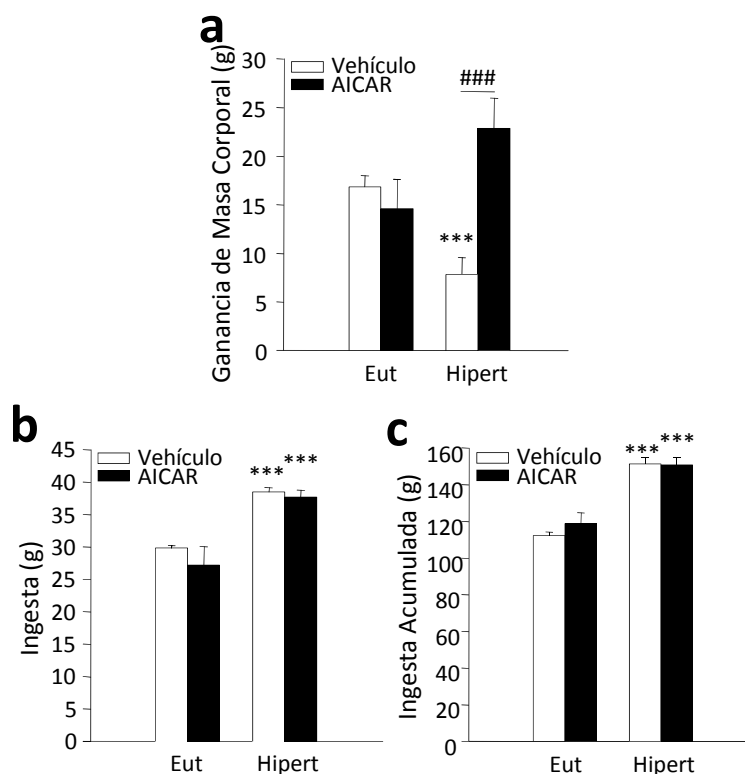 a
Ganancia de Masa Corporal (g)
30
25
20
15
10
5
0
Vehículo
AICAR
###
***
Eut Hipert
b
Ingesta (g)
45
40
35
30
25
20
15
10
5
0
Vehículo
AICAR
*** ***
Eut Hipert
c
Ingesta Acumulada (g)
160
140
120
100
80
60
40
20
0
Vehículo
AICAR
*** ***
Eut Hipert